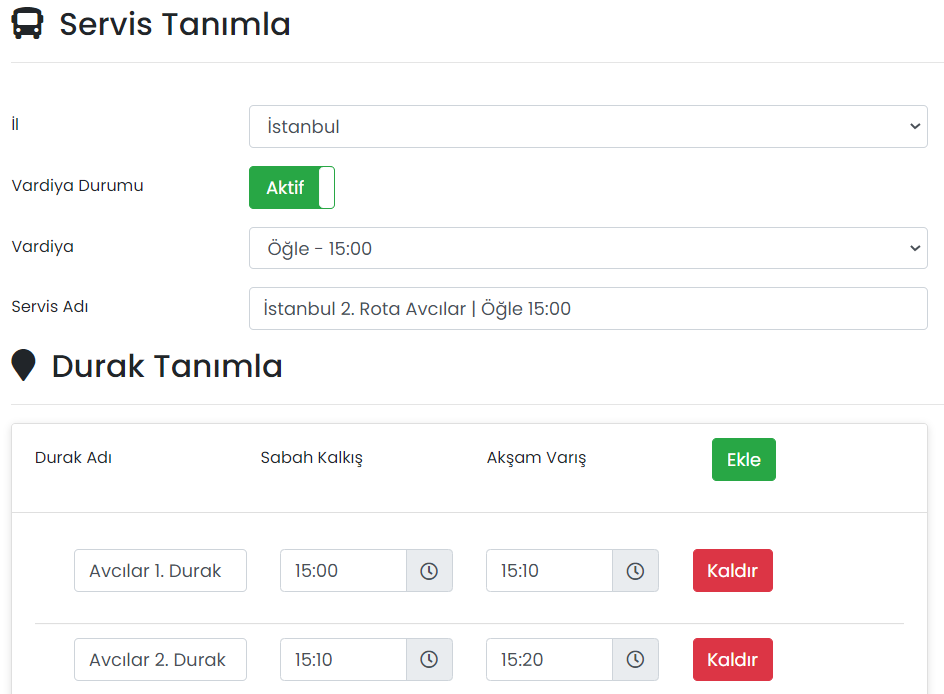 Servis Tanımla
İl
İstanbul
Vardiya Durumu
Aktif
Vardiya
Öğle - 15:00
Servis Adı
İstanbul 2. Rota Avcılar | Öğle 15:00
Durak Tanımla
Durak Adı Sabah Kalkış Akşam Varış Ekle
Avcılar 1. Durak 15:00 15:10 Kaldır
Avcılar 2. Durak 15:10 15:20 Kaldır